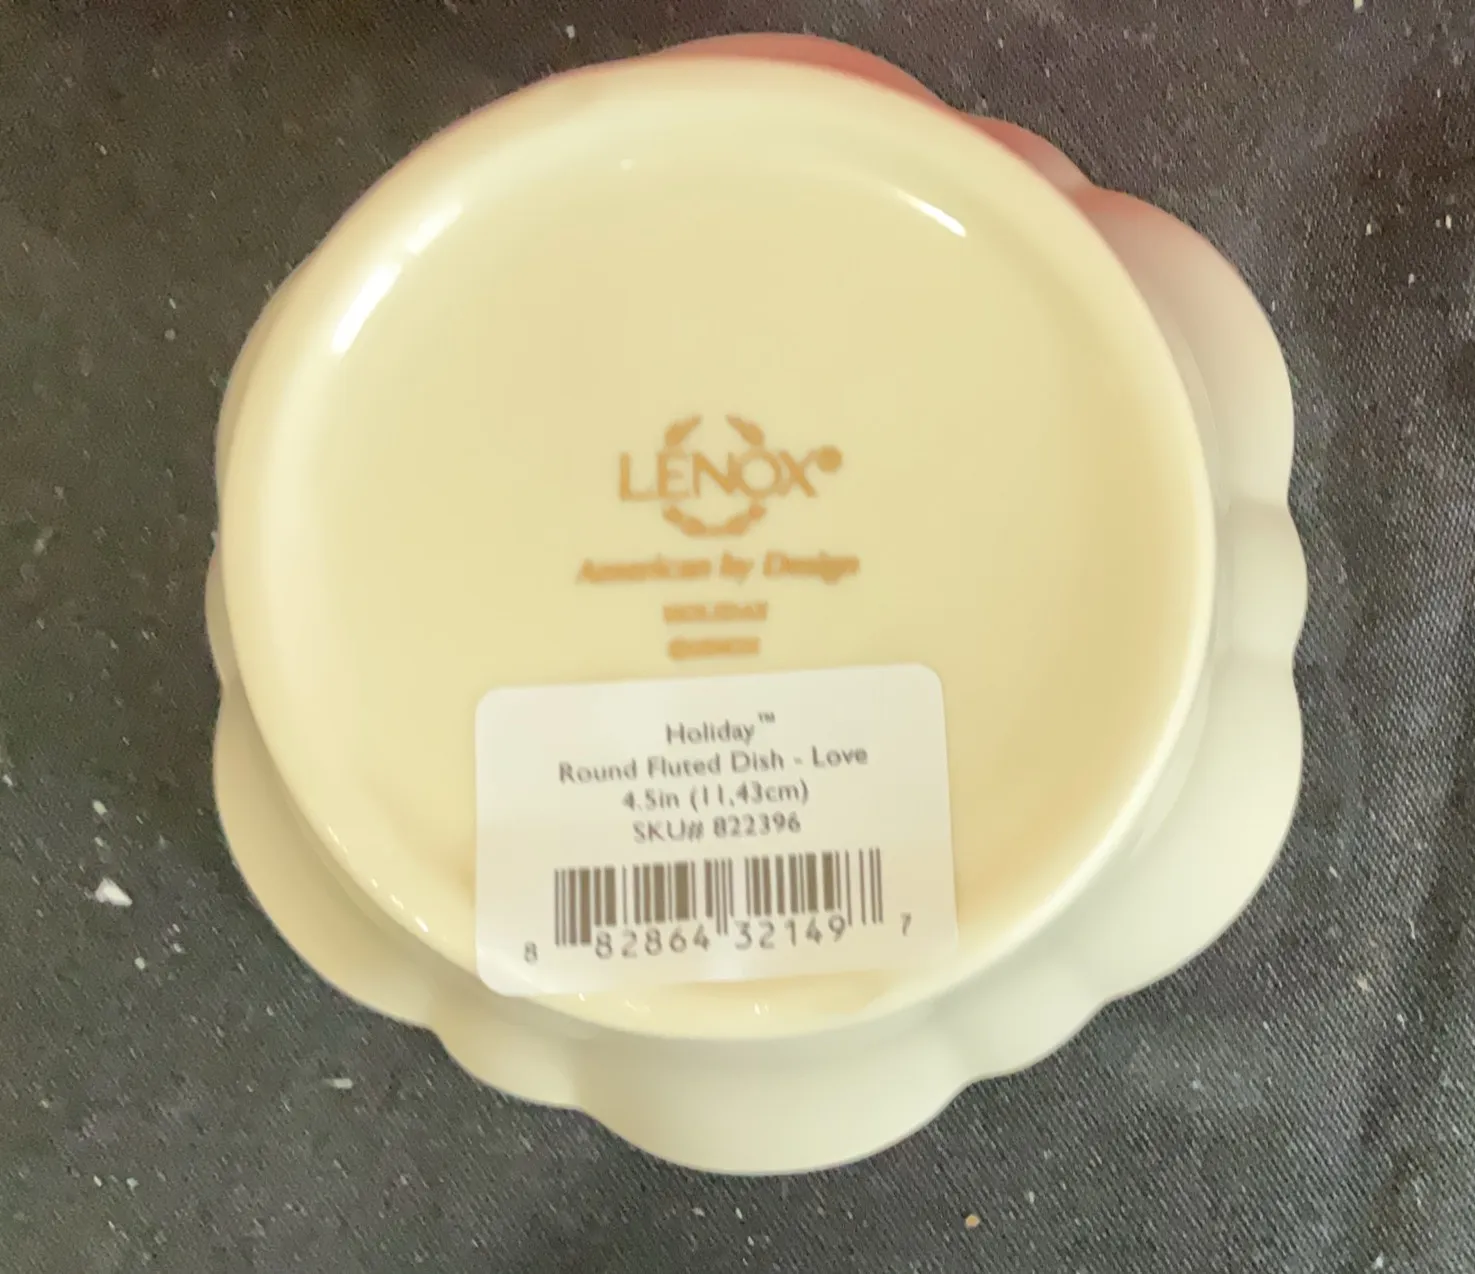 LENOX®
American by Design
HOLIDAY
Holiday™
Round Fluted Dish - Love
4.5in (11,43cm)
SKU# 822396
8 82864 32149 7